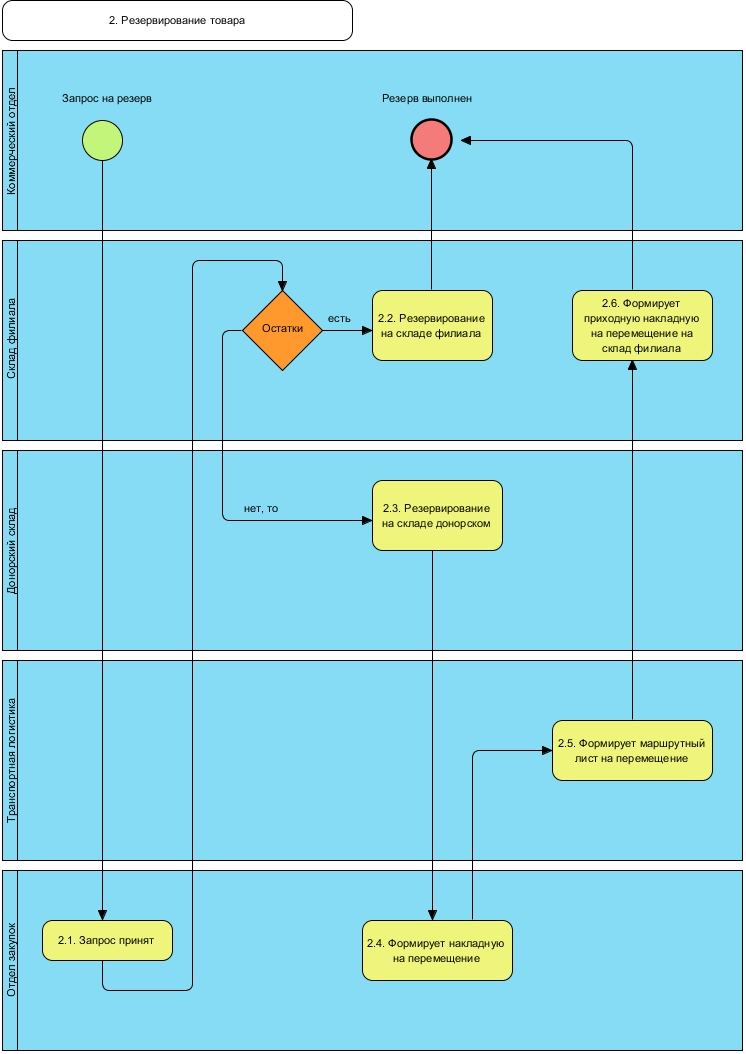 2. Резервирование товара
Коммерческий отдел
Запрос на резерв
Резерв выполнен
Склад филиала
Остатки
есть
2.2. Резервирование
на складе филиала
2.6. Формирует
приходную накладную
на перемещение на
склад филиала
Донорский склад
нет, то
2.3. Резервирование
на складе донорском
Транспортная логистика
2.5. Формирует маршрутный
лист на перемещение
Отдел закупок
2.1. Запрос принят
2.4. Формирует накладную
на перемещение